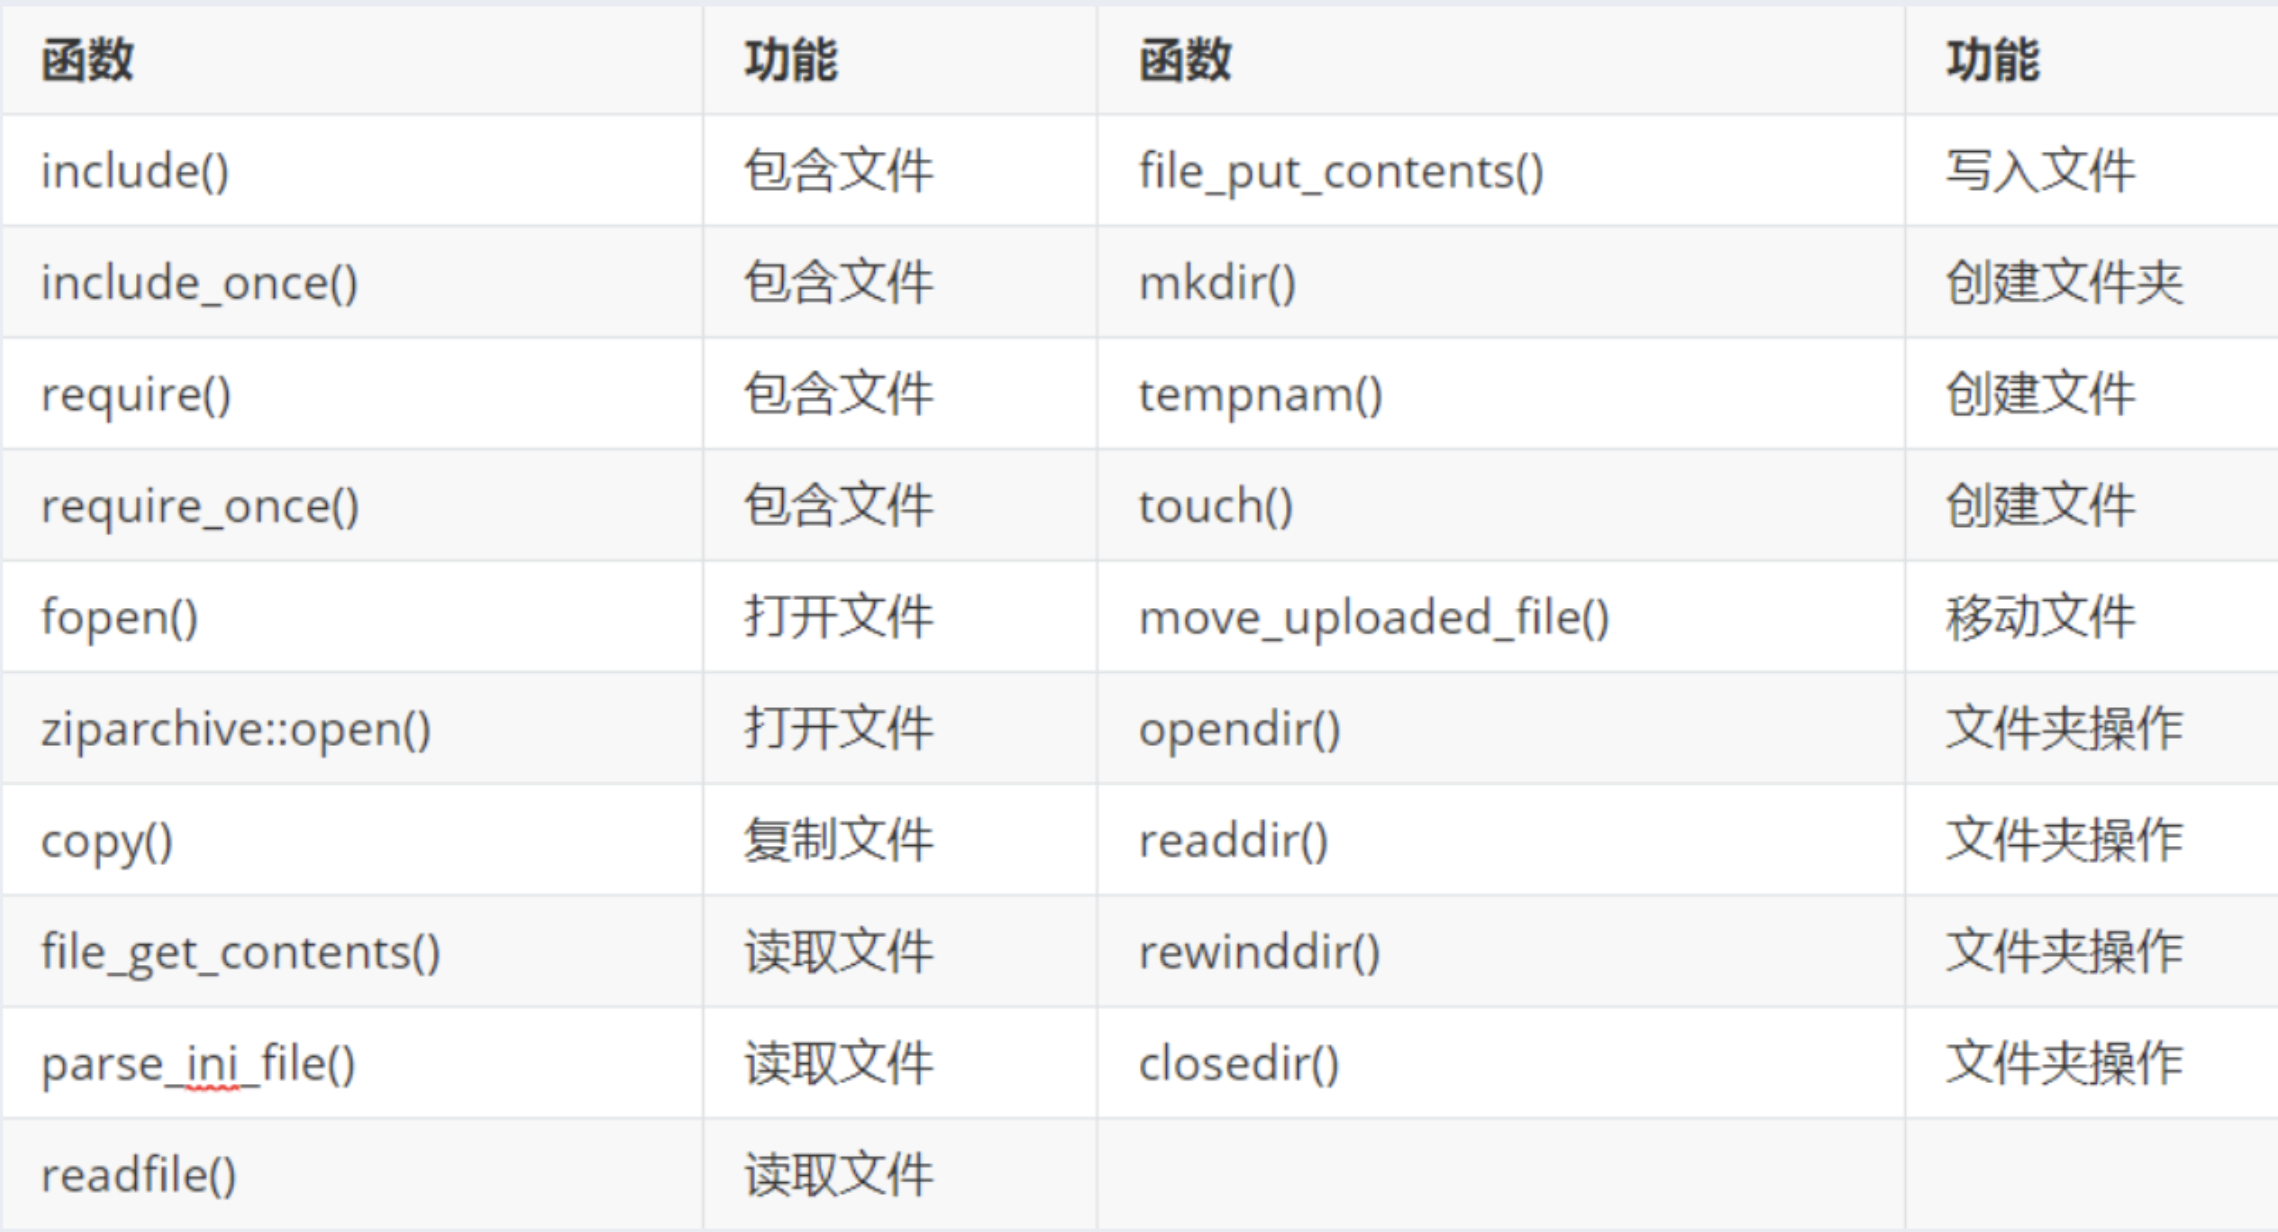 函数 功能 函数 功能
include() 包含文件 file_put_contents() 写入文件
include_once() 包含文件 mkdir() 创建文件夹
require() 包含文件 tempnam() 创建文件
require_once() 包含文件 touch() 创建文件
fopen() 打开文件 move_uploaded_file() 移动文件
ziparchive::open() 打开文件 opendir() 文件夹操作
copy() 复制文件 readdir() 文件夹操作
file_get_contents() 读取文件 rewinddir() 文件夹操作
parse_ini_file() 读取文件 closedir() 文件夹操作
readfile() 读取文件